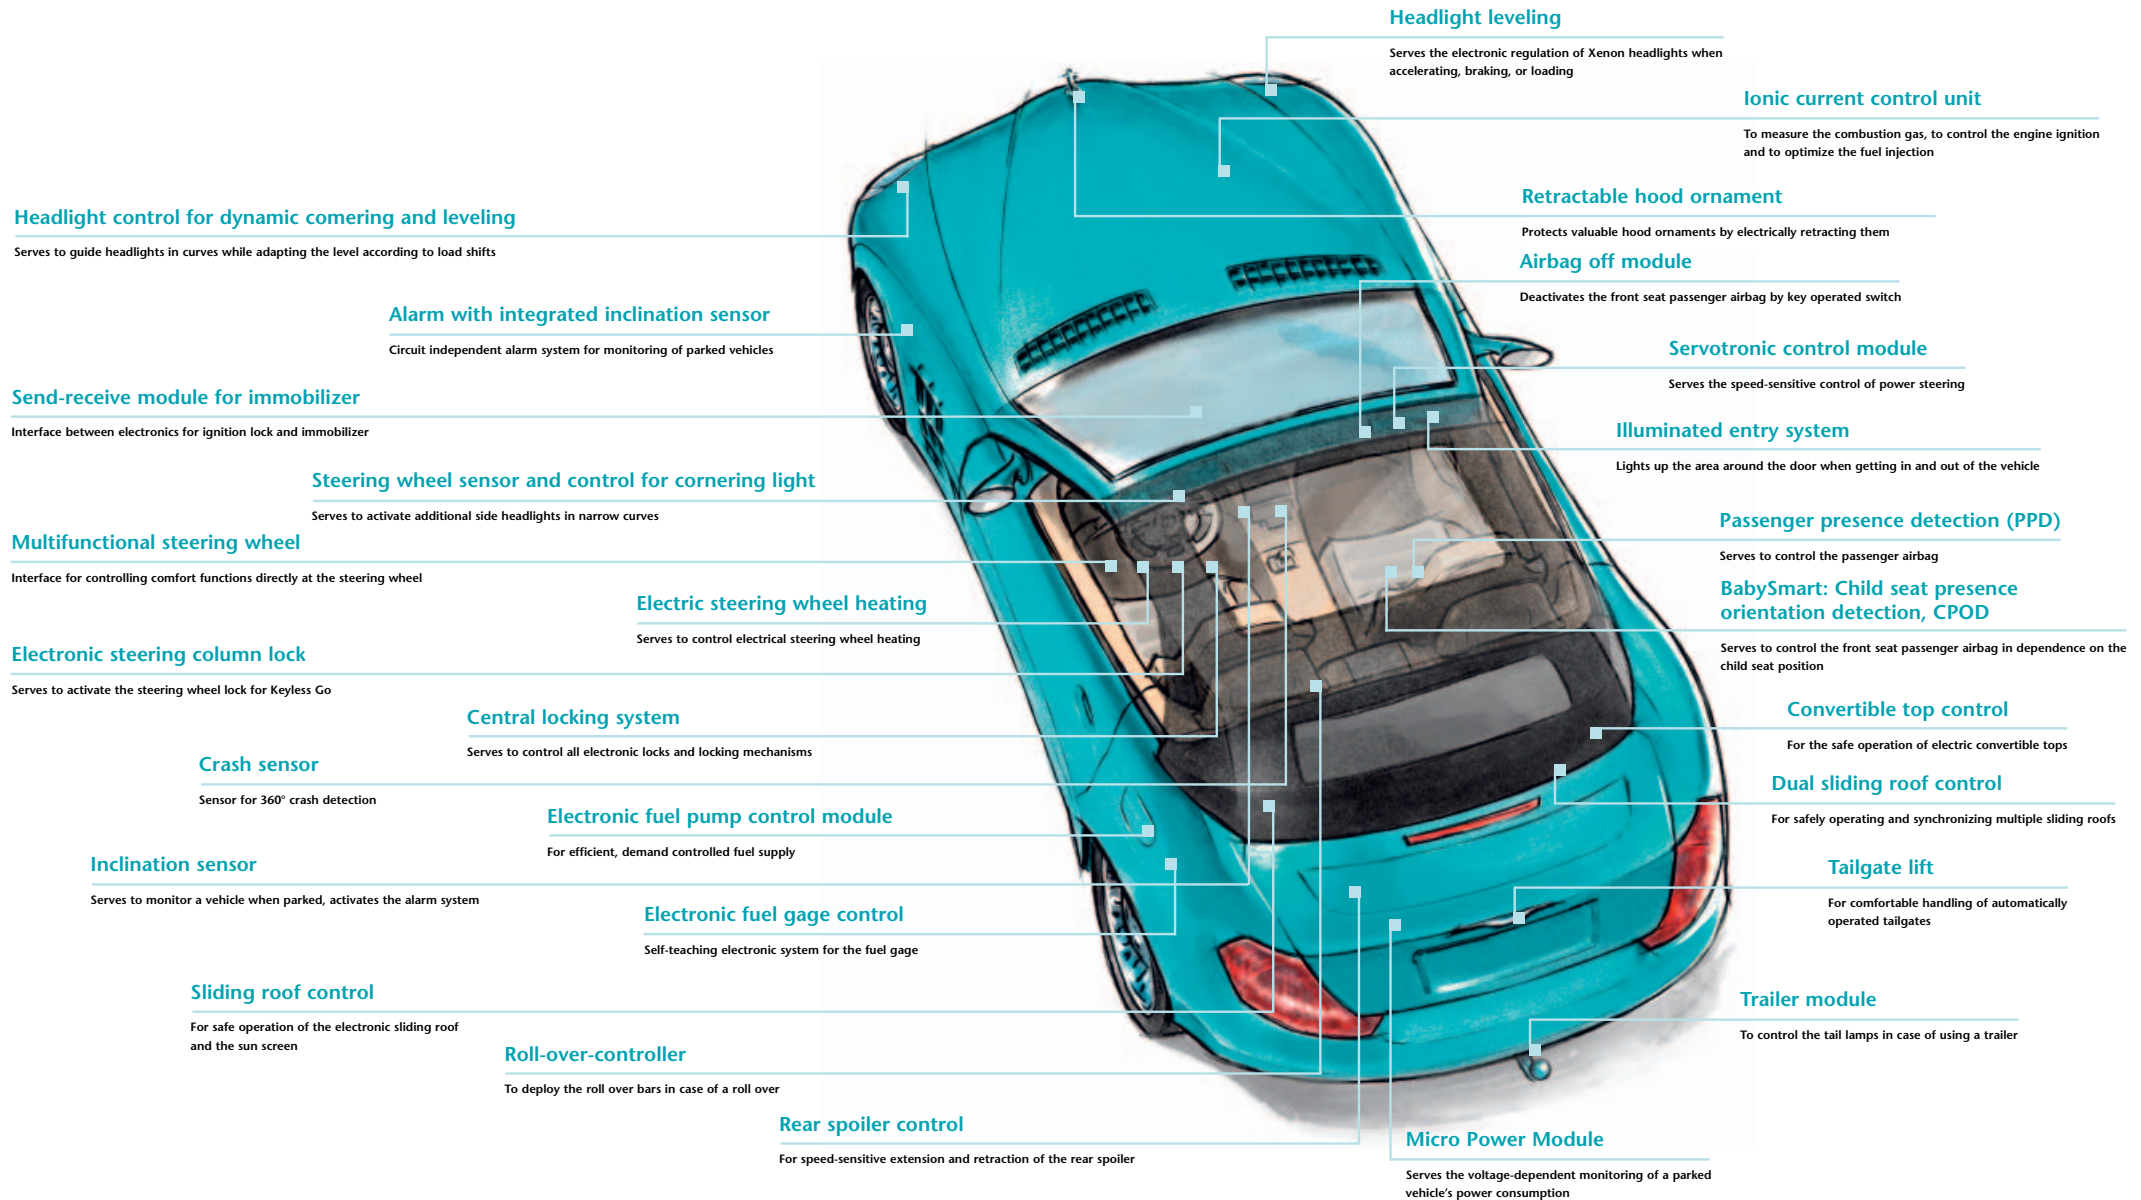 Headlight leveling
Serves the electronic regulation of Xenon headlights when
accelerating, braking, or loading
Ionic current control unit
To measure the combustion gas, to control the engine ignition
and to optimize the fuel injection
Retractable hood ornament
Protects valuable hood ornaments by electrically retracting them
Airbag off module
Deactivates the front seat passenger airbag by key operated switch
Servotronic control module
Serves the speed-sensitive control of power steering
Illuminated entry system
Lights up the area around the door when getting in and out of the vehicle
Passenger presence detection (PPD)
Serves to control the passenger airbag
BabySmart: Child seat presence
orientation detection, CPOD
Serves to control the front seat passenger airbag in dependence on the
child seat position
Convertible top control
For the safe operation of electric convertible tops
Dual sliding roof control
For safely operating and synchronizing multiple sliding roofs
Tailgate lift
For comfortable handling of automatically
operated tailgates
Trailer module
To control the tail lamps in case of using a trailer
Micro Power Module
Serves the voltage-dependent monitoring of a parked
vehicle's power consumption
Headlight control for dynamic comering and leveling
Serves to guide headlights in curves while adapting the level according to load shifts
Alarm with integrated inclination sensor
Circuit independent alarm system for monitoring of parked vehicles
Send-receive module for immobilizer
Interface between electronics for ignition lock and immobilizer
Steering wheel sensor and control for cornering light
Serves to activate additional side headlights in narrow curves
Multifunctional steering wheel
Interface for controlling comfort functions directly at the steering wheel
Electric steering wheel heating
Serves to control electrical steering wheel heating
Electronic steering column lock
Serves to activate the steering wheel lock for Keyless Go
Central locking system
Serves to control all electronic locks and locking mechanisms
Crash sensor
Sensor for 360° crash detection
Electronic fuel pump control module
For efficient, demand controlled fuel supply
Inclination sensor
Serves to monitor a vehicle when parked, activates the alarm system
Electronic fuel gage control
Self-teaching electronic system for the fuel gage
Sliding roof control
For safe operation of the electronic sliding roof
and the sun screen
Roll-over-controller
To deploy the roll over bars in case of a roll over
Rear spoiler control
For speed-sensitive extension and retraction of the rear spoiler